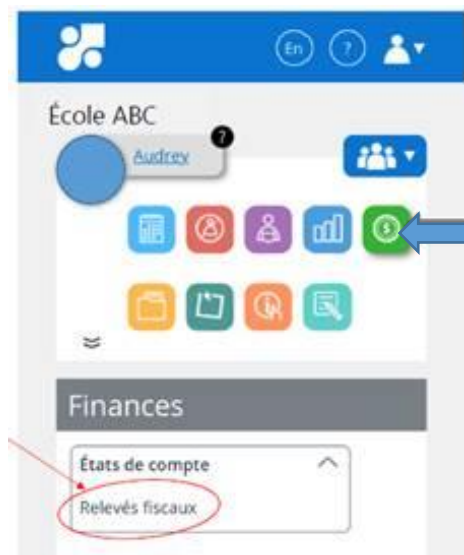 En ?
École ABC
Audrey ?
$
Finances
États de compte
Relevés fiscaux